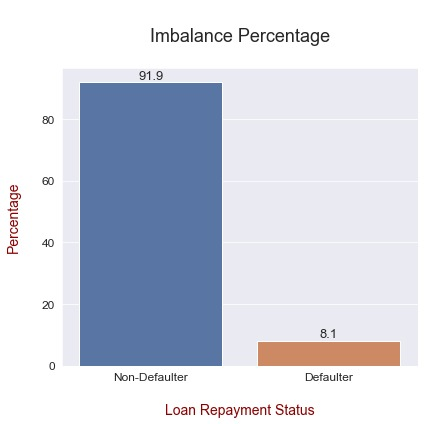 Imbalance Percentage
91.9
8.1
80
60
40
20
0
Percentage
Non-Defaulter
Defaulter
Loan Repayment Status